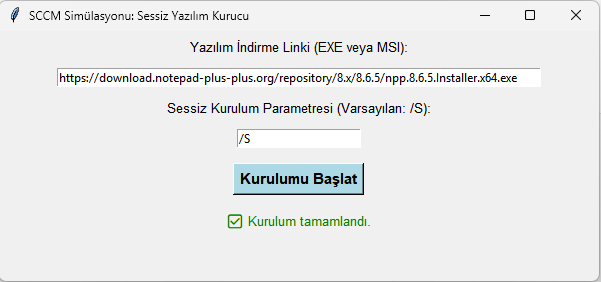 SCCM Simülasyonu: Sessiz Yazılım Kurucu
Yazılım İndirme Linki (EXE veya MSI):
https://download.notepad-plus-plus.org/repository/8.x/8.6.5/npp.8.6.5.Installer.x64.exe
Sessiz Kurulum Parametresi (Varsayılan: /S):
/S
Kurulumu Başlat
Kurulum tamamlandı.